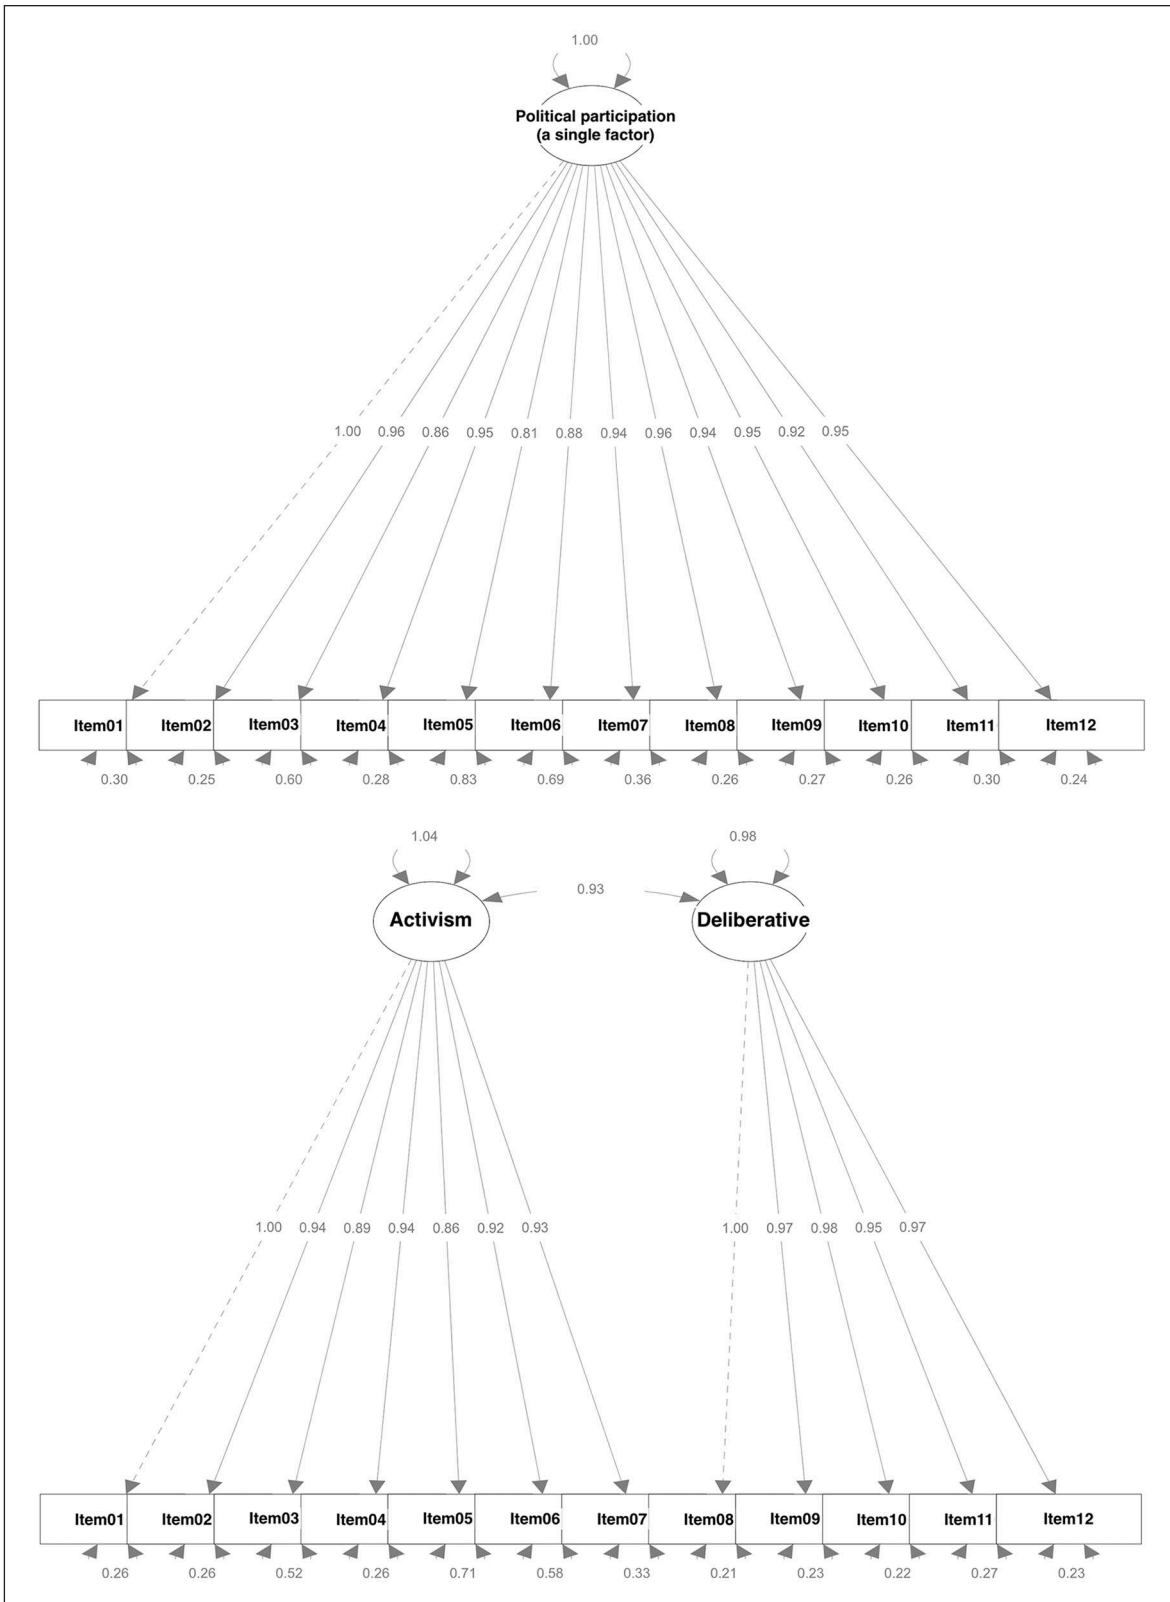 1.00
Political participation
(a single factor)
1.00 0.96 0.86 0.95 0.81 0.88 0.94 0.96 0.94 0.95 0.92 0.95
Item01 Item02 Item03 Item04 Item05 Item06 Item07 Item08 Item09 Item10 Item11 Item12
0.30 0.25 0.60 0.28 0.83 0.69 0.36 0.26 0.27 0.26 0.30 0.24
1.04 0.98
0.93
Activism Deliberative
1.00 0.94 0.89 0.94 0.86 0.92 0.93 1.00 0.97 0.98 0.95 0.97
Item01 Item02 Item03 Item04 Item05 Item06 Item07 Item08 Item09 Item10 Item11 Item12
0.26 0.26 0.52 0.26 0.71 0.58 0.33 0.21 0.23 0.22 0.27 0.23